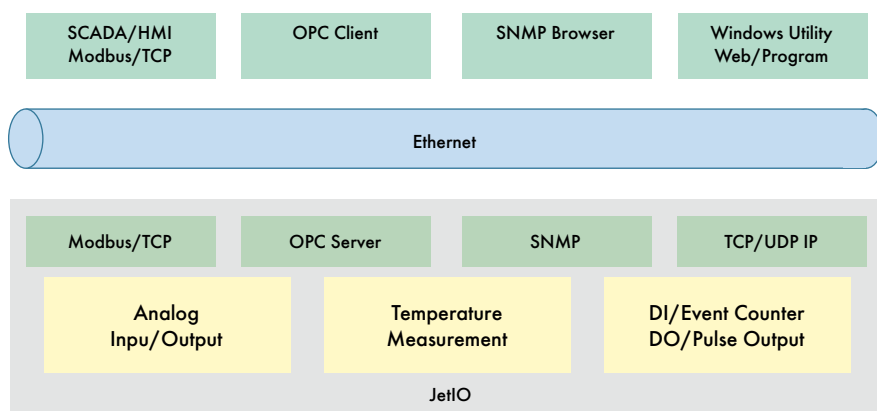 SCADA/HMI
Modbus/TCP
OPC Client
SNMP Browser
Windows Utility
Web/Program
Ethernet
Modbus/TCP
OPC Server
SNMP
TCP/UDP IP
Analog
Inpu/Output
Temperature
Measurement
DI/Event Counter
DO/Pulse Output
JetIO